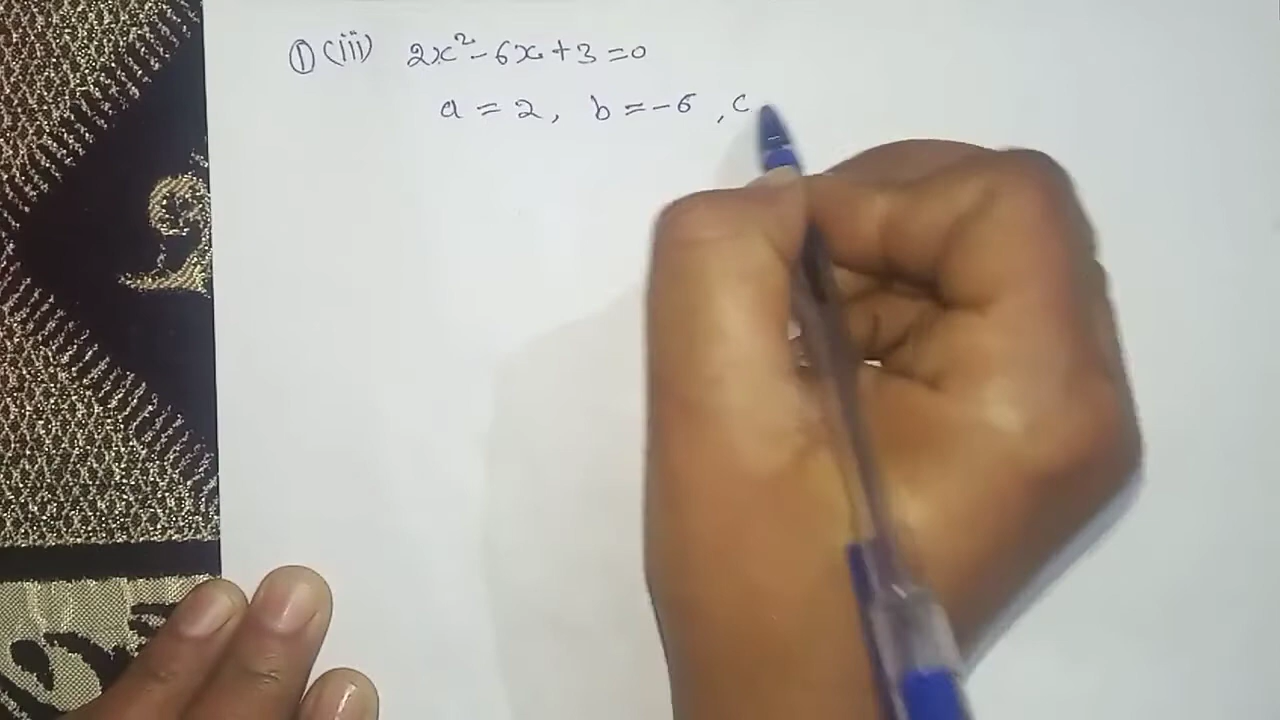 ① (iii) 2x² - 6x + 3 = 0
a = 2, b = -6, c